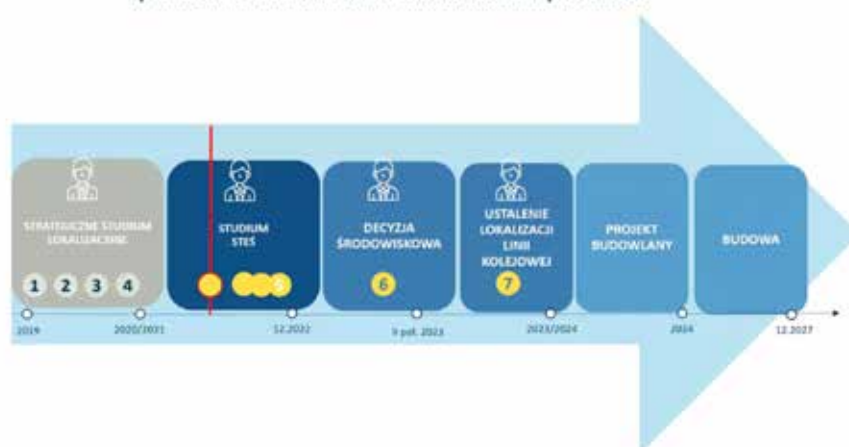 STRATEGICZNE STUDIUM
LOKALIZACYJNE
1 2 3 4
STUDIUM
STEŚ
5
DECYZJA
ŚRODOWISKOWA
6
USTALENIE
LOKALIZACJI
LINII
KOLEJOWEJ
7
PROJEKT
BUDOWLANY
BUDOWA
2019
2020/2021
12.2022
II poł. 2023
2023/2024
2024
12.2027